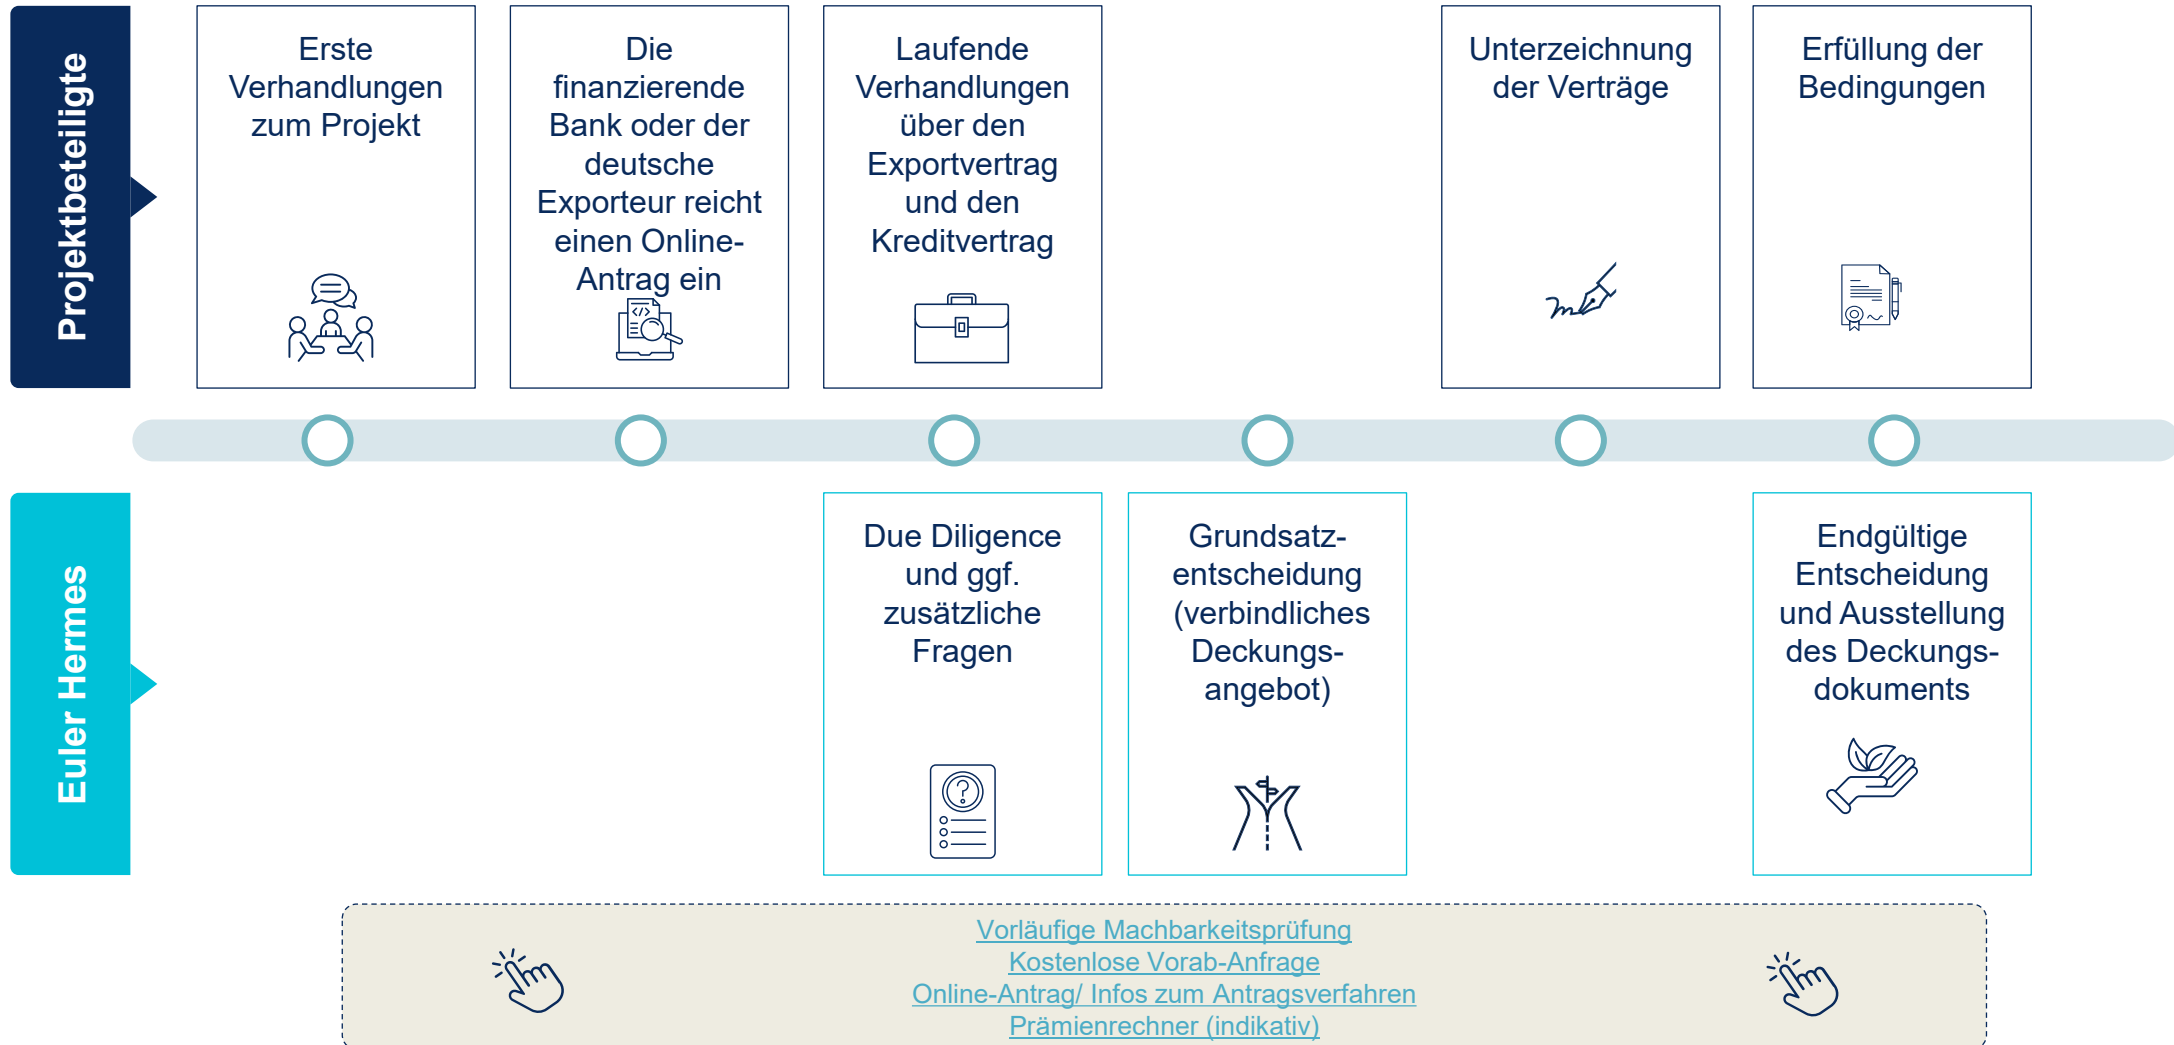 Projektbeteiligte
Erste
Verhandlungen
zum Projekt
Die
finanzierende
Bank oder der
deutsche
Exporteur reicht
einen Online-
Antrag ein
Laufende
Verhandlungen
über den
Exportvertrag
und den
Kreditvertrag
Unterzeichnung
der Verträge
Erfüllung der
Bedingungen
Euler Hermes
Due Diligence
und ggf.
zusätzliche
Fragen
Grundsatz-
entscheidung
(verbindliches
Deckungs-
angebot)
Endgültige
Entscheidung
und Ausstellung
des Deckungs-
dokuments
Vorläufige Machbarkeitsprüfung
Kostenlose Vorab-Anfrage
Online-Antrag/ Infos zum Antragsverfahren
Prämienrechner (indikativ)